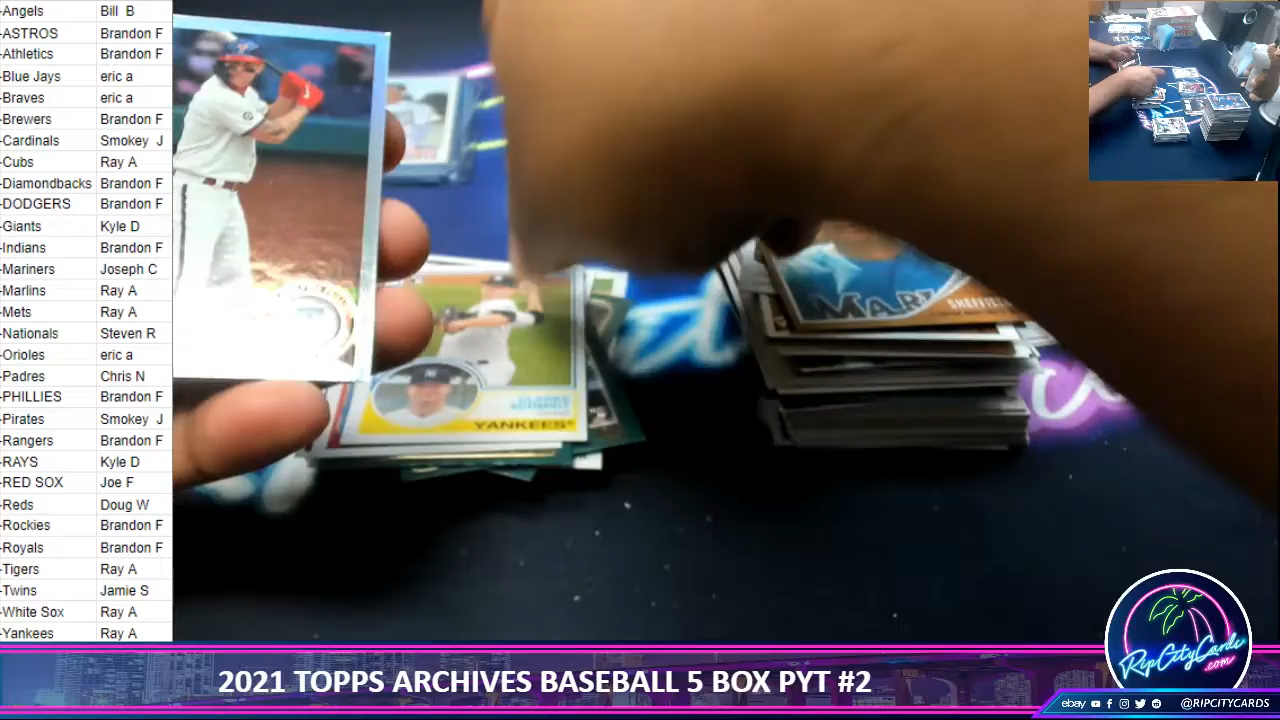 -Angels Bill B
-ASTROS Brandon F
-Athletics Brandon F
-Blue Jays eric a
-Braves eric a
-Brewers Brandon F
-Cardinals Smokey J
-Cubs Ray A
-Diamondbacks Brandon F
-DODGERS Brandon F
-Giants Kyle D
-Indians Brandon F
-Mariners Joseph C
-Marlins Ray A
-Mets Ray A
-Nationals Steven R
-Orioles eric a
-Padres Chris N
-PHILLIES Brandon F
-Pirates Smokey J
-Rangers Brandon F
-RAYS Kyle D
-RED SOX Joe F
-Reds Doug W
-Rockies Brandon F
-Royals Brandon F
-Tigers Ray A
-Twins Jamie S
-White Sox Ray A
-Yankees Ray A
YANKEES
SHEFFIELD
RipCityCards
.com
2021 TOPPS ARCHIVES BASEBALL 5 BOX PYT #2
ebay @RIPCITYCARDS